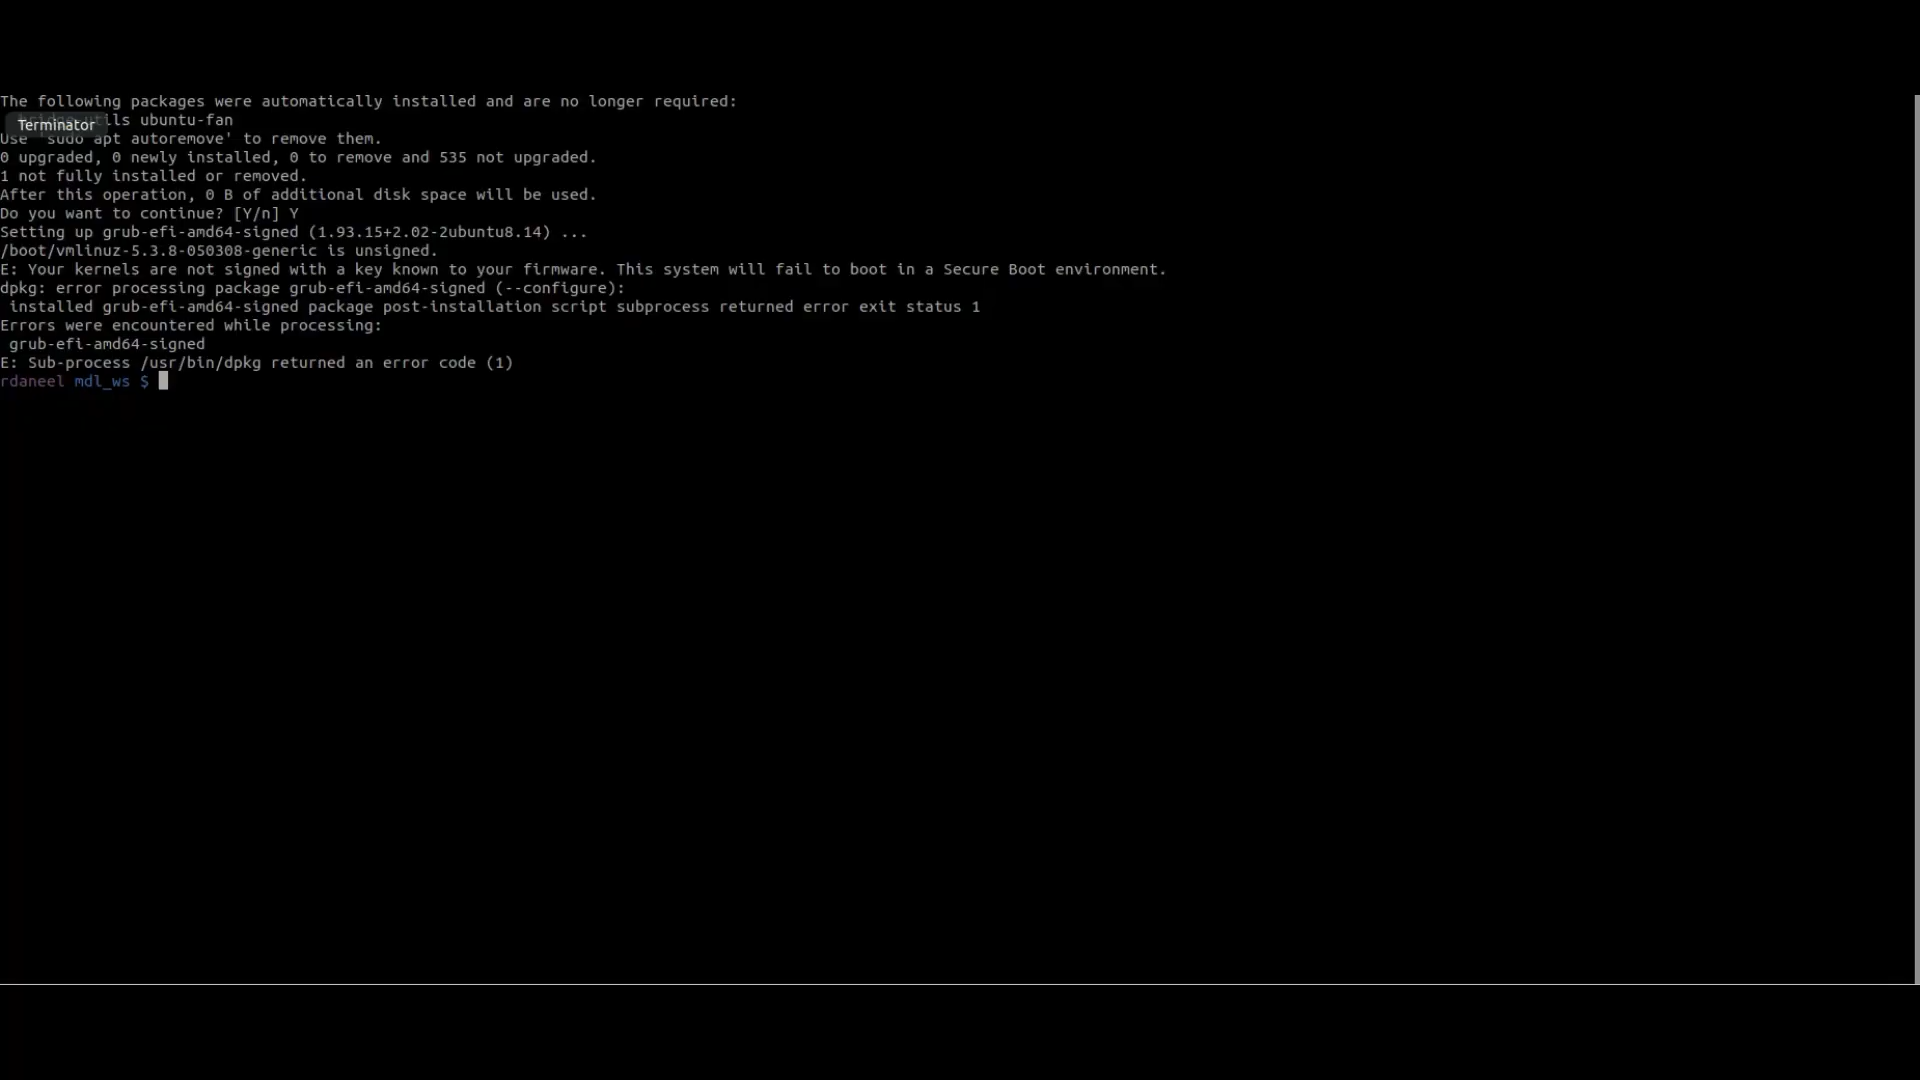 The following packages were automatically installed and are no longer required:
Terminator
bridge-utils ubuntu-fan
Use 'sudo apt autoremove' to remove them.
0 upgraded, 0 newly installed, 0 to remove and 535 not upgraded.
1 not fully installed or removed.
After this operation, 0 B of additional disk space will be used.
Do you want to continue? [Y/n] Y
Setting up grub-efi-amd64-signed (1.93.15+2.02-2ubuntu8.14) ...
/boot/vmlinuz-5.3.8-050308-generic is unsigned.
E: Your kernels are not signed with a key known to your firmware. This system will fail to boot in a Secure Boot environment.
dpkg: error processing package grub-efi-amd64-signed (--configure):
installed grub-efi-amd64-signed package post-installation script subprocess returned error exit status 1
Errors were encountered while processing:
grub-efi-amd64-signed
E: Sub-process /usr/bin/dpkg returned an error code (1)
rdaneel mdl_ws $